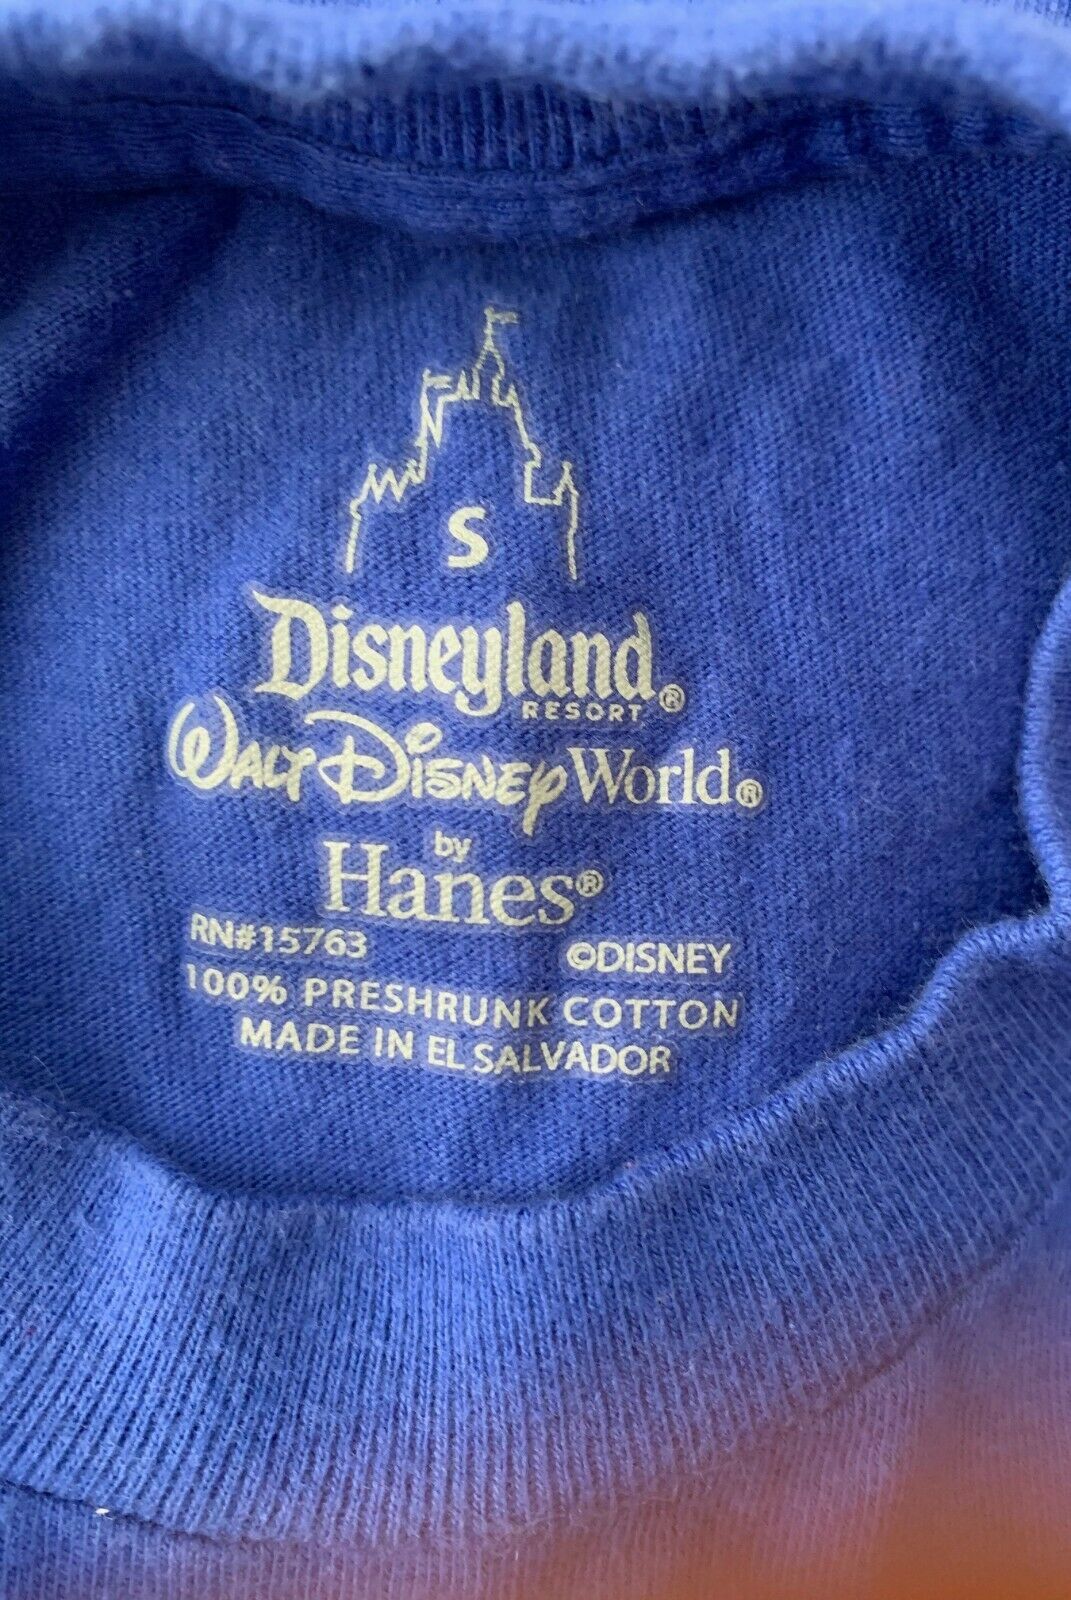 S
Disneyland®
RESORT
Walt Disney World®
by
Hanes®
RN#15763 ©DISNEY
100% PRESHRUNK COTTON
MADE IN EL SALVADOR